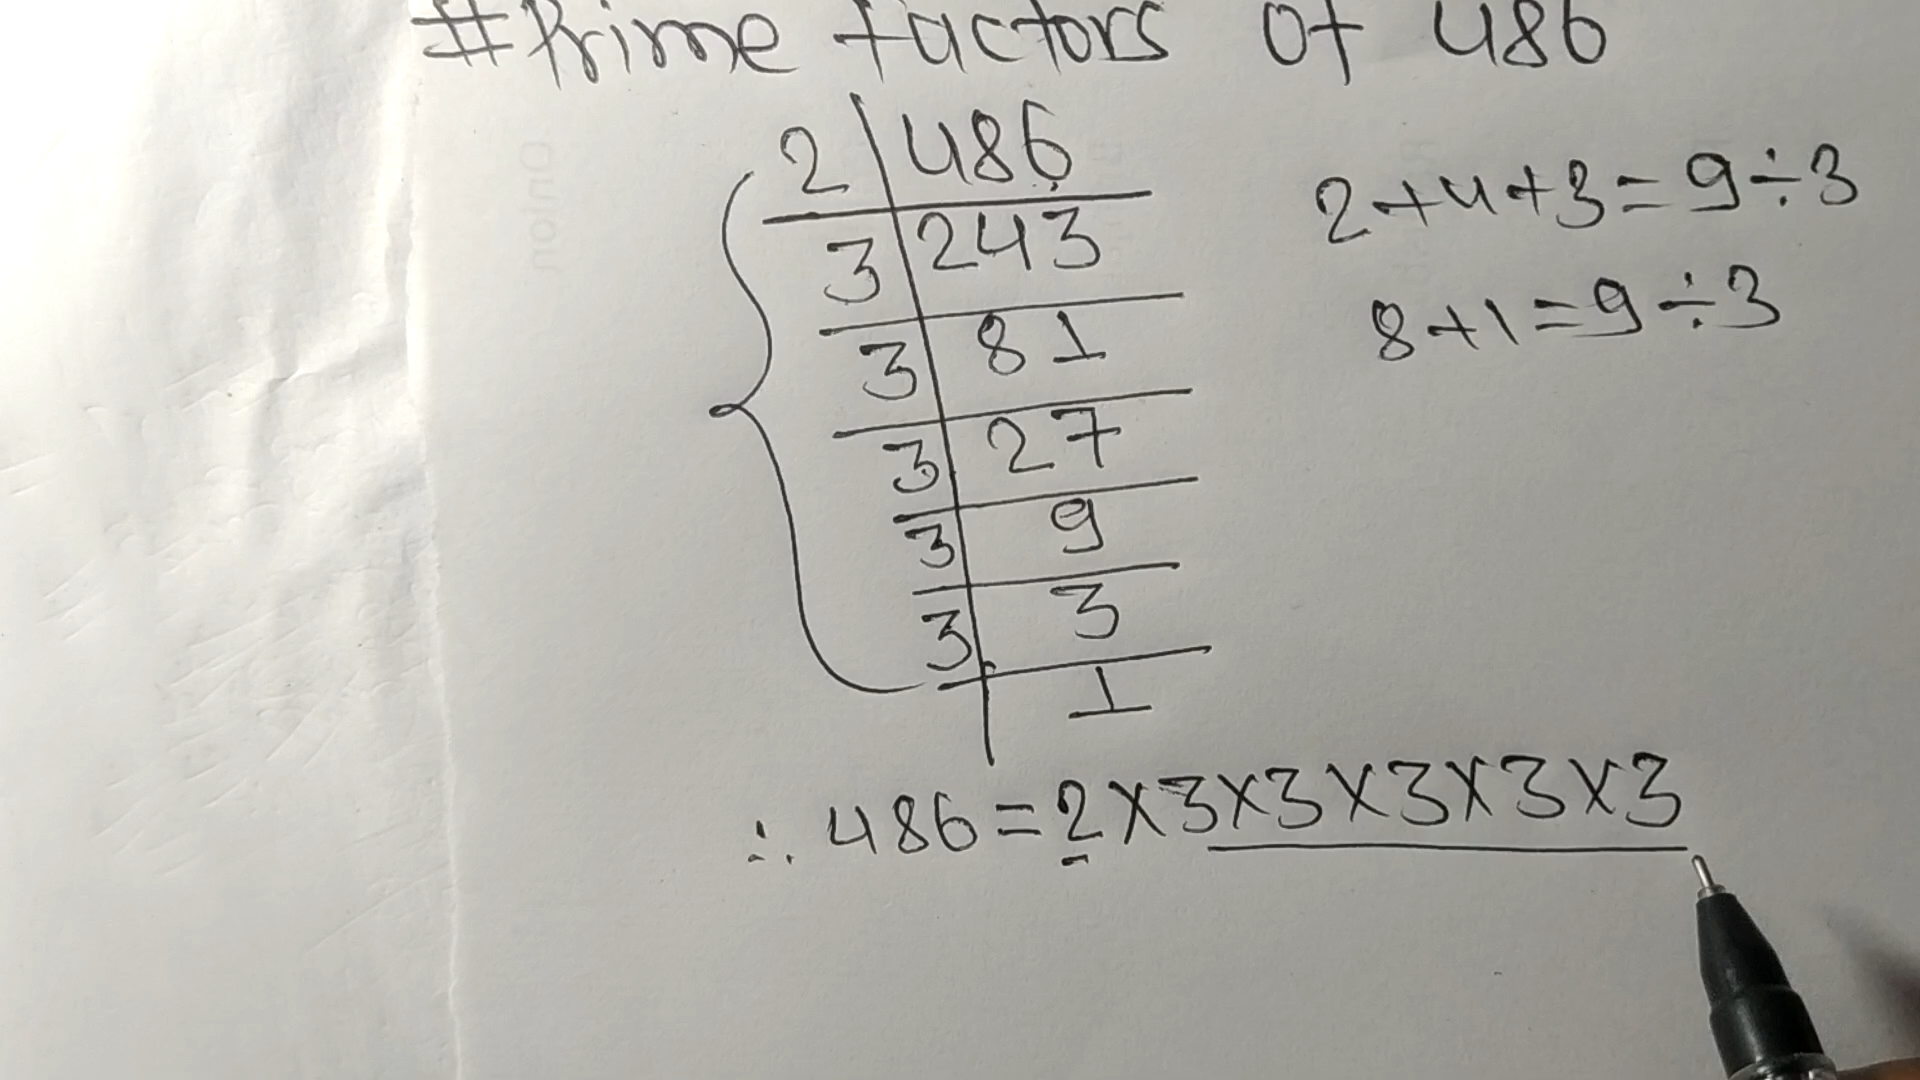 #Prime factors of 486
2 | 486
3 | 243
3 | 81
3 | 27
3 | 9
3 | 3
1
2+4+3=9÷3
8+1=9÷3
∴ 486=2×3×3×3×3×3
Onion